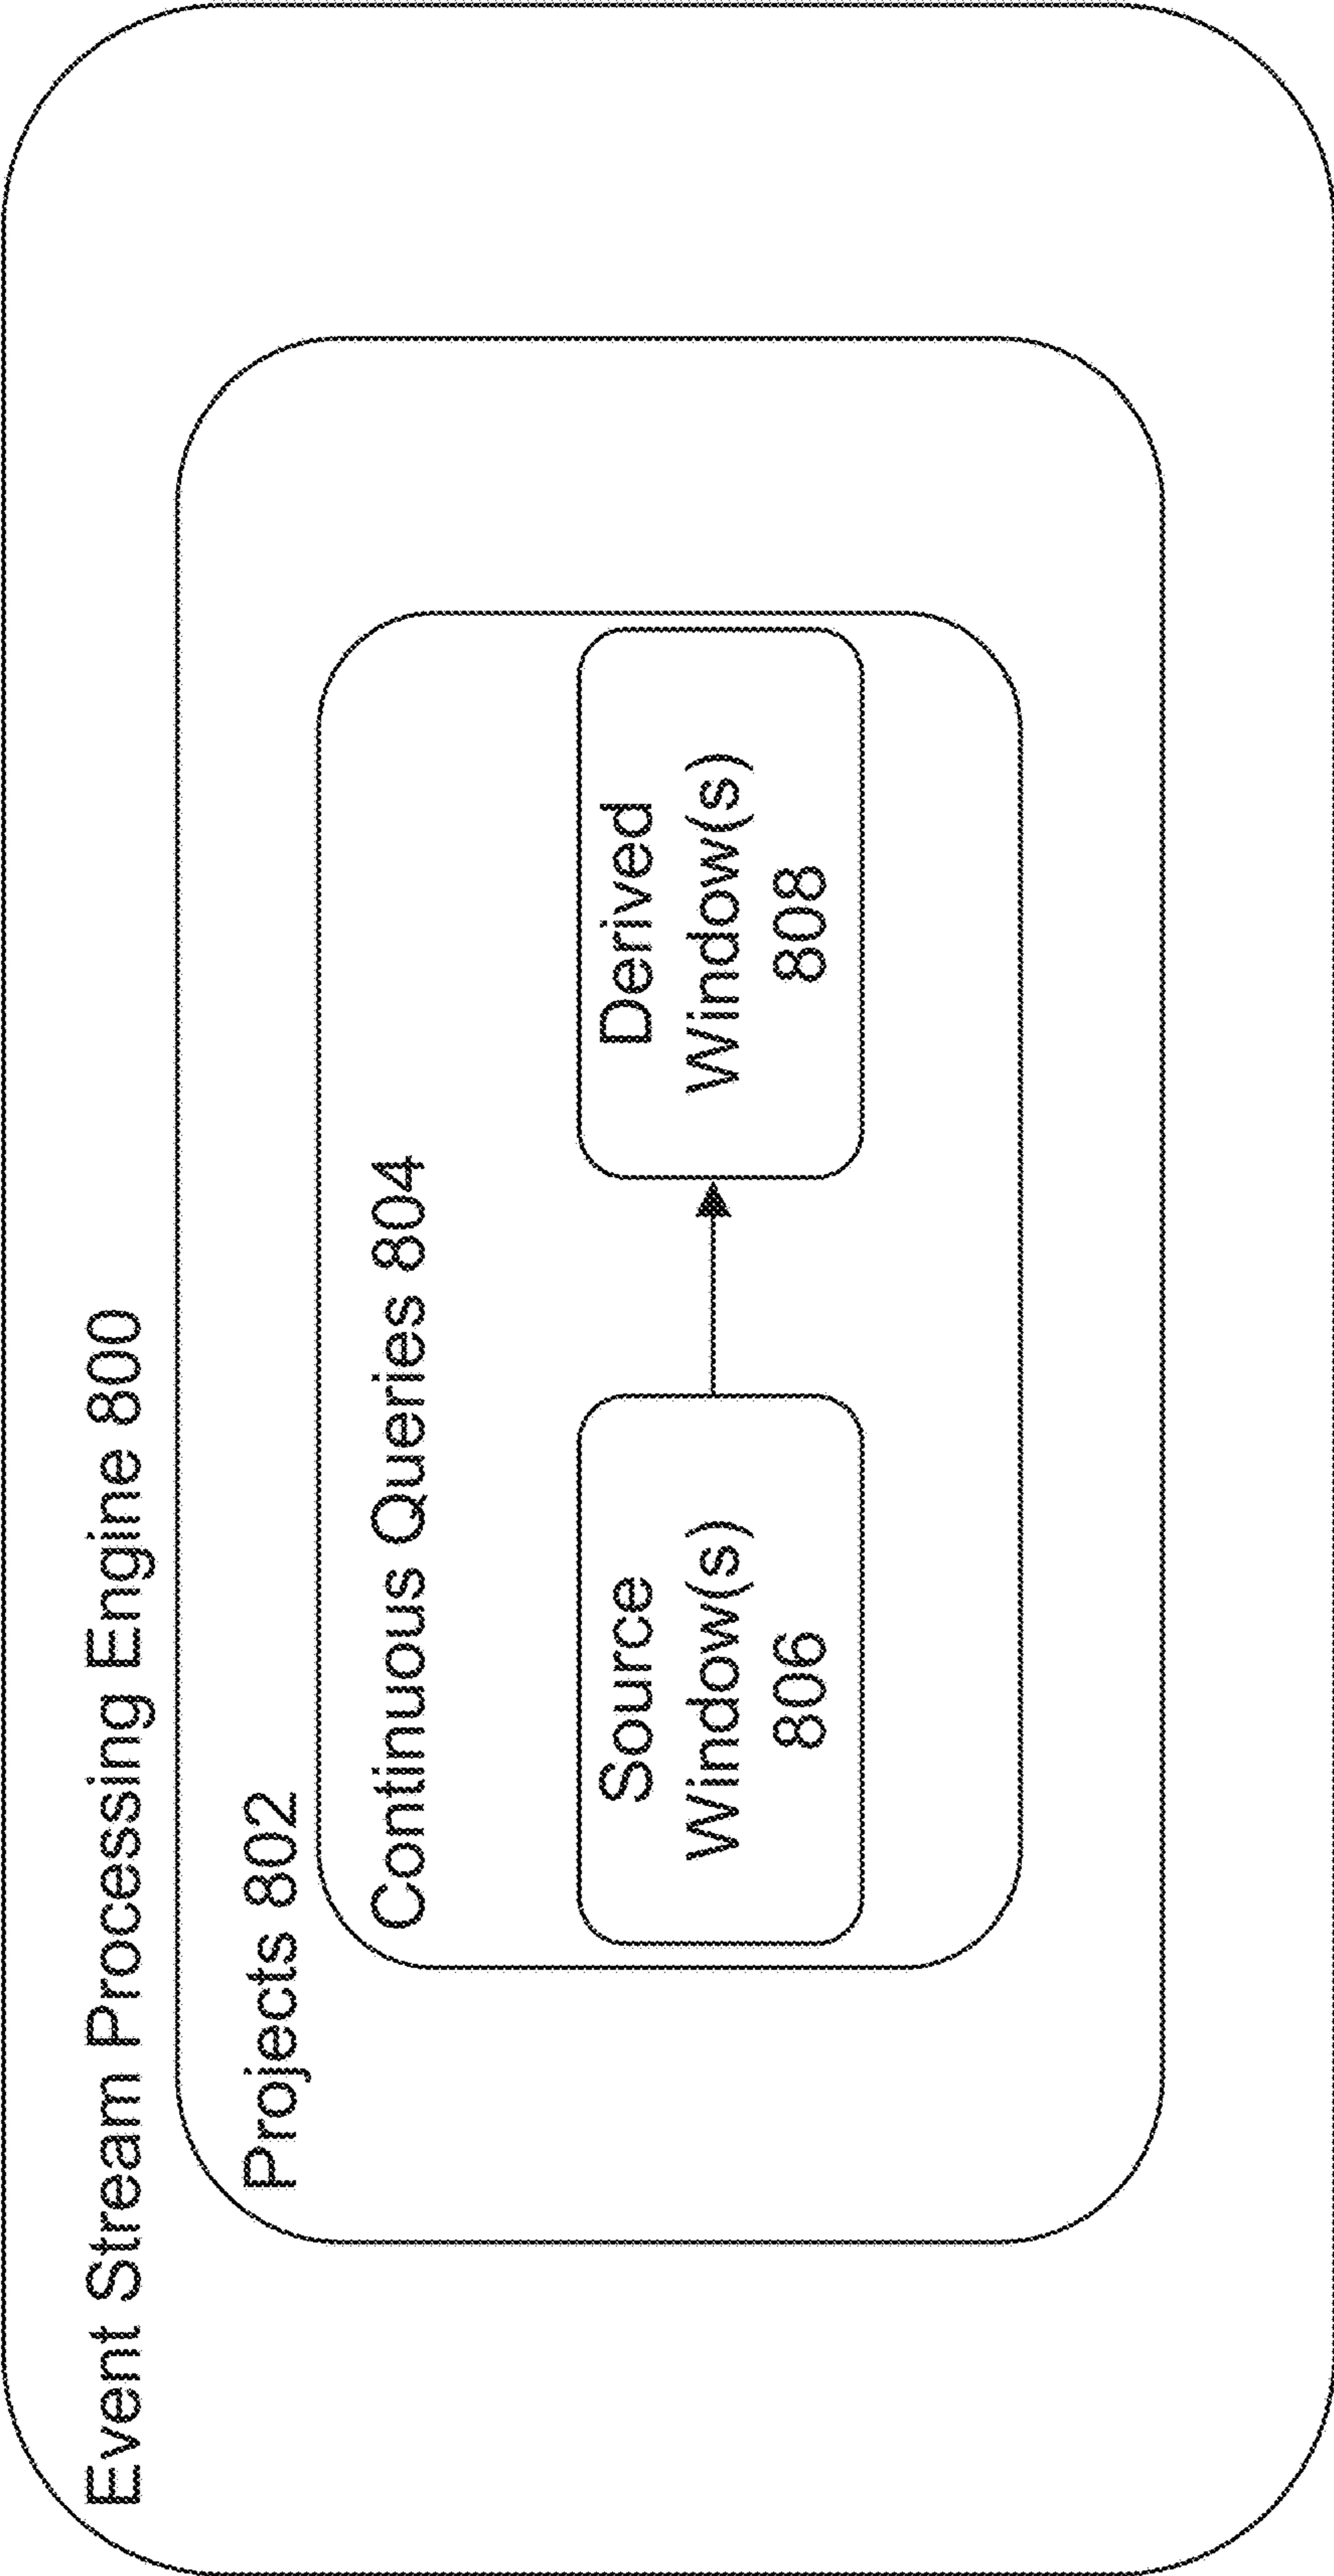 Event Stream Processing Engine 800
Projects 802
Continuous Queries 804
Source
Window(s)
806
Derived
Window(s)
808